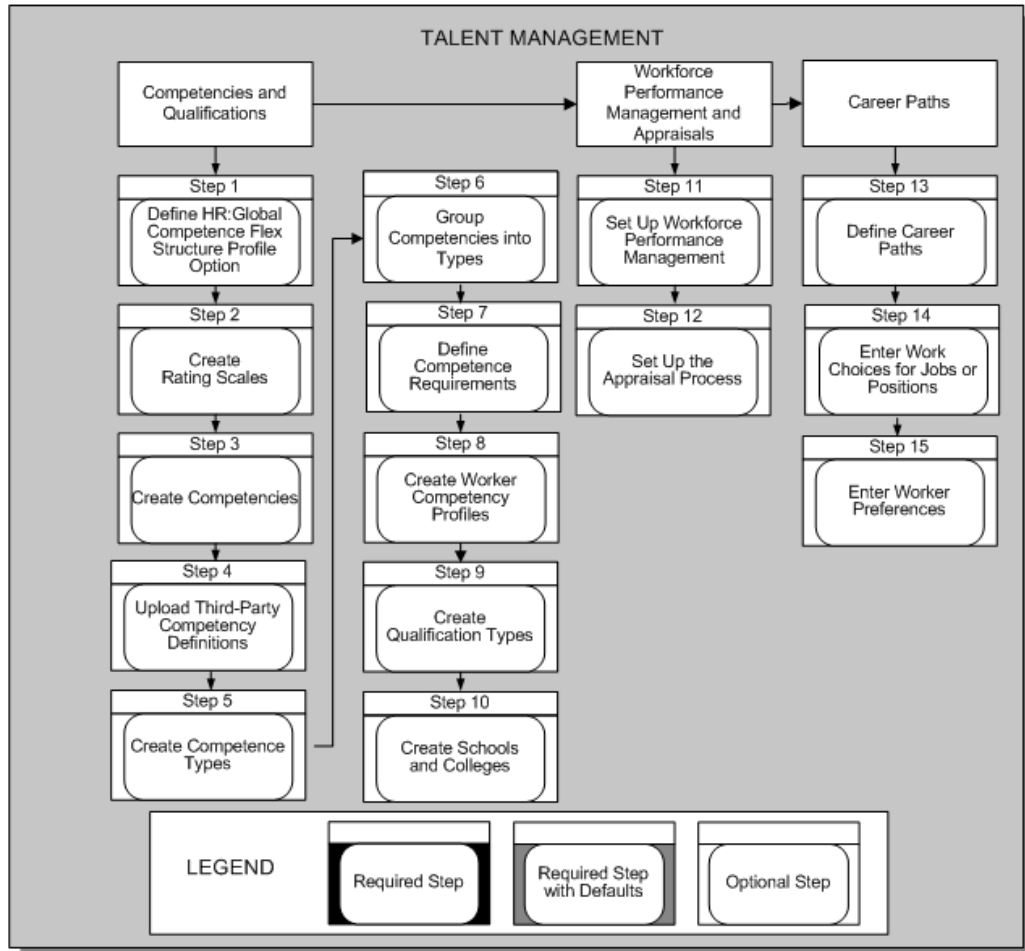 TALENT MANAGEMENT
Competencies and
Qualifications
Workforce
Performance
Management and
Appraisals
Career Paths
Step 1
Define HR:Global
Competence Flex
Structure Profile
Option
Step 2
Create
Rating Scales
Step 3
Create Competencies
Step 4
Upload Third-Party
Competency
Definitions
Step 5
Create Competence
Types
Step 6
Group
Competencies into
Types
Step 7
Define
Competence
Requirements
Step 8
Create Worker
Competency
Profiles
Step 9
Create
Qualification Types
Step 10
Create Schools
and Colleges
Step 11
Set Up Workforce
Performance
Management
Step 12
Set Up the
Appraisal Process
Step 13
Define Career
Paths
Step 14
Enter Work
Choices for Jobs or
Positions
Step 15
Enter Worker
Preferences
LEGEND
Required Step
Required Step
with Defaults
Optional Step